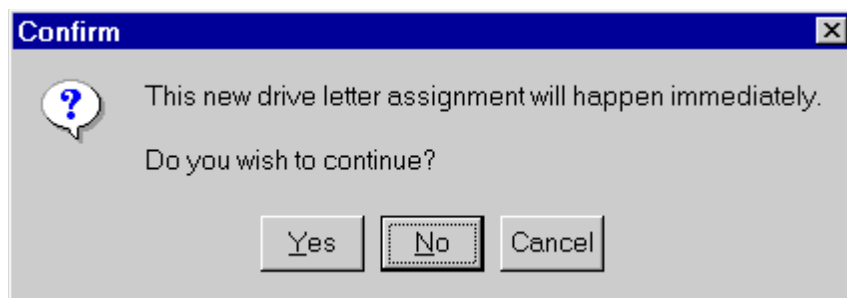 Confirm
This new drive letter assignment will happen immediately.
Do you wish to continue?
Yes No Cancel